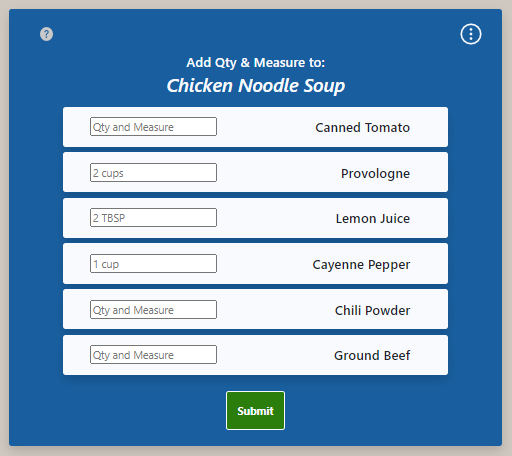 ?
Add Qty & Measure to:
Chicken Noodle Soup
Qty and Measure Canned Tomato
2 cups Provologne
2 TBSP Lemon Juice
1 cup Cayenne Pepper
Qty and Measure Chili Powder
Qty and Measure Ground Beef
Submit